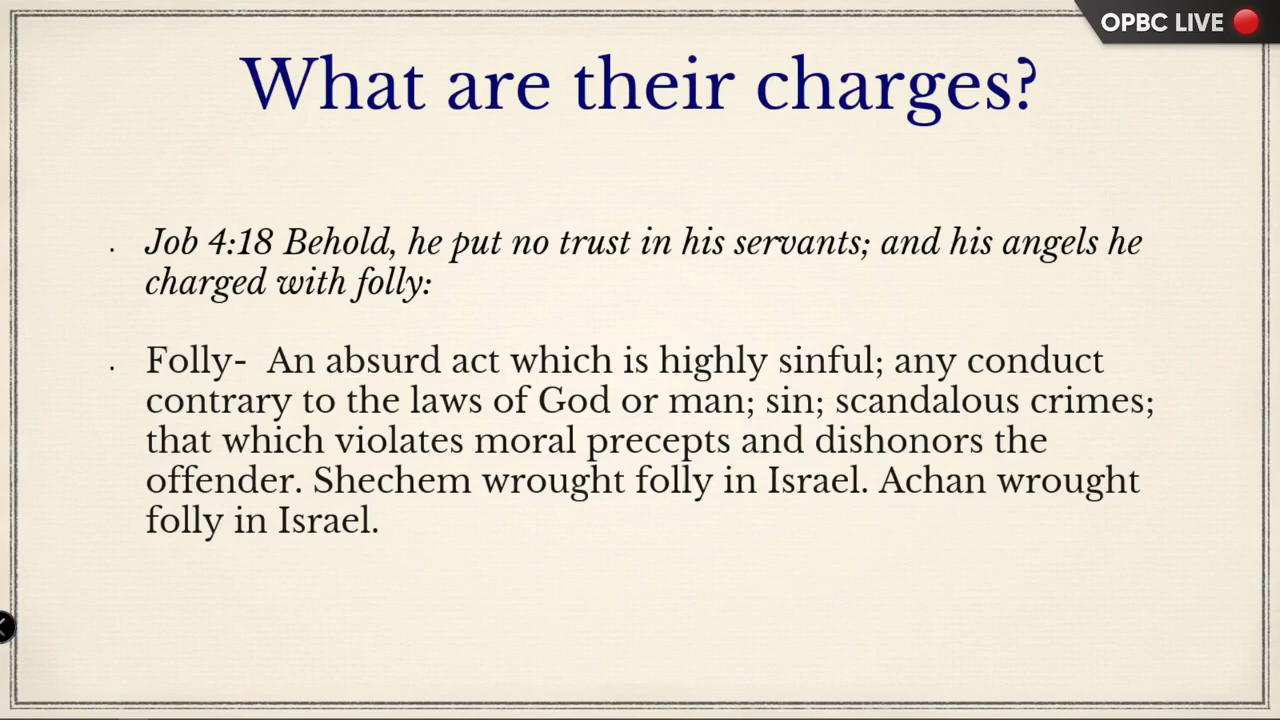 OPBC LIVE
What are their charges?
· Job 4:18 Behold, he put no trust in his servants; and his angels he
charged with folly:
· Folly-  An absurd act which is highly sinful; any conduct
contrary to the laws of God or man; sin; scandalous crimes;
that which violates moral precepts and dishonors the
offender. Shechem wrought folly in Israel. Achan wrought
folly in Israel.